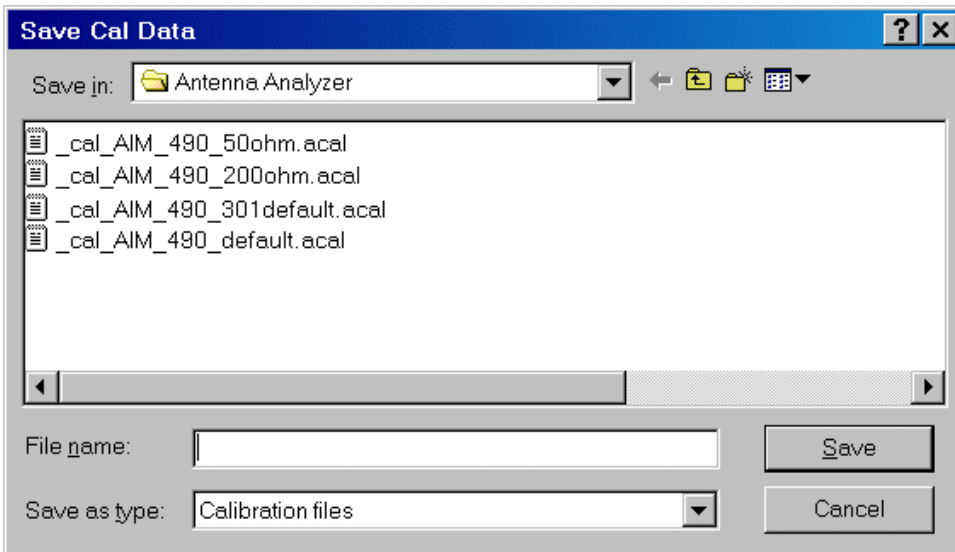 Save Cal Data
Save in: Antenna Analyzer
_cal_AIM_490_50ohm.acal
_cal_AIM_490_200ohm.acal
_cal_AIM_490_301default.acal
_cal_AIM_490_default.acal
File name: Save
Save as type: Calibration files Cancel